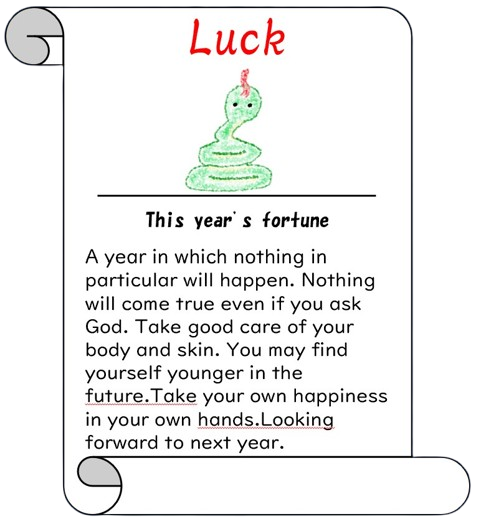 Luck
This year's fortune
A year in which nothing in
particular will happen. Nothing
will come true even if you ask
God. Take good care of your
body and skin. You may find
yourself younger in the
future.Take your own happiness
in your own hands.Looking
forward to next year.